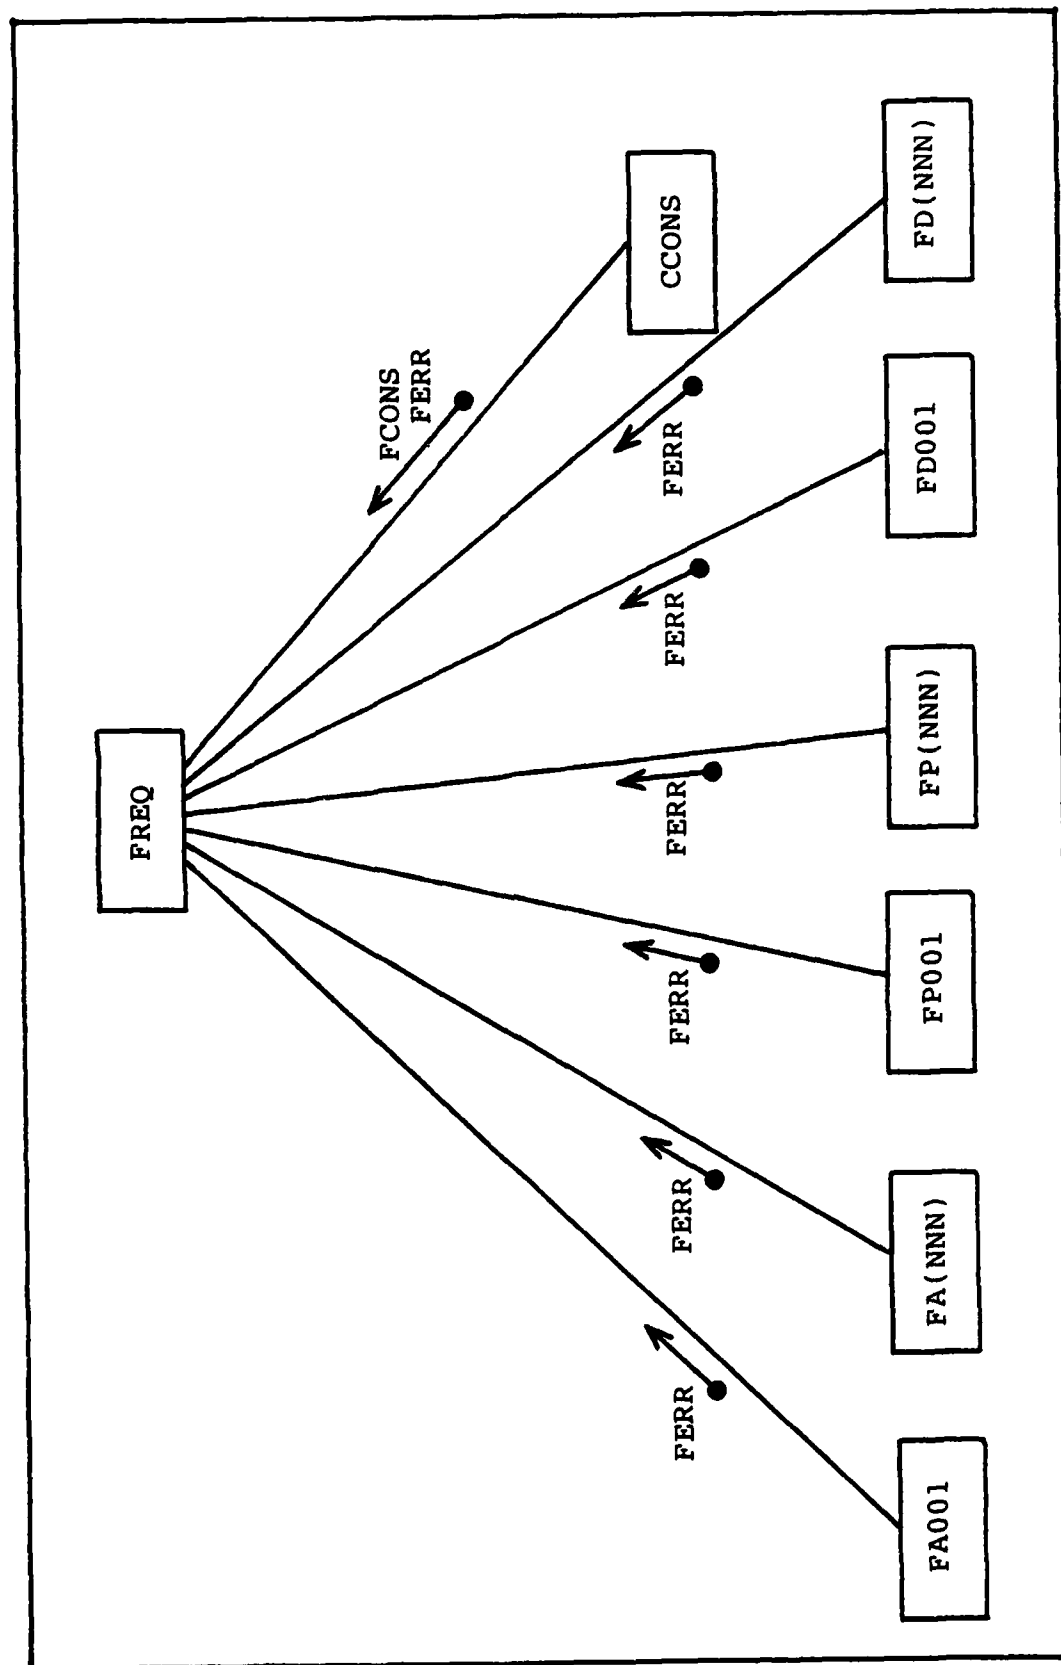 FREQ
FCONS
FERR
CCONS
FERR
FERR
FERR
FERR
FERR
FERR
FA001
FA(NNN)
FP001
FP(NNN)
FD001
FD(NNN)